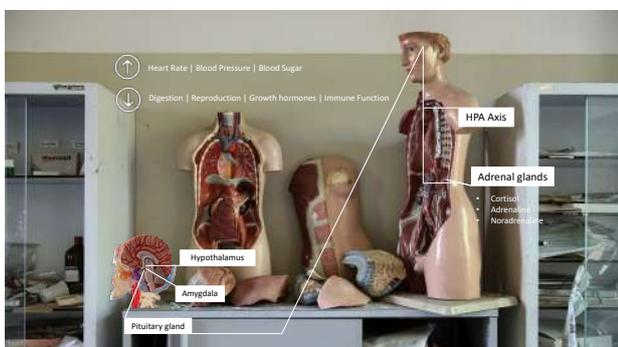 Heart Rate | Blood Pressure | Blood Sugar
Digestion | Reproduction | Growth hormones | Immune Function
HPA Axis
Adrenal glands
• Cortisol
• Adrenaline
• Noradrenaline
Hypothalamus
Amygdala
Pituitary gland